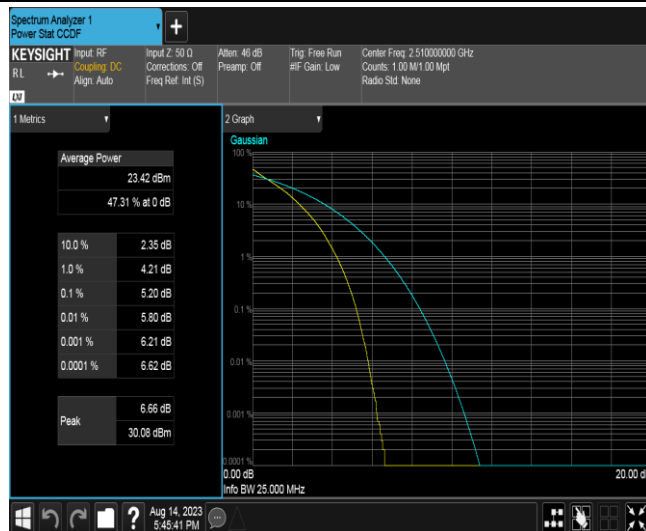 Spectrum Analyzer 1
Power Stat CCDF
+
KEYSIGHT
RL
Input: RF
Coupling: DC
Align: Auto
Input Z: 50 Ω
Corrections: Off
Freq Ref: Int (S)
Atten: 46 dB
Preamp: Off
Trig: Free Run
#IF Gain: Low
Center Freq: 2.510000000 GHz
Counts: 1.00 M/1.00 Mpt
Radio Std: None
LXI
1 Metrics
Average Power
23.42 dBm
47.31 % at 0 dB
10.0 % 2.35 dB
1.0 % 4.21 dB
0.1 % 5.20 dB
0.01 % 5.80 dB
0.001 % 6.21 dB
0.0001 % 6.62 dB
Peak
6.66 dB
30.08 dBm
2 Graph
Gaussian
100 %
10 %
1 %
0.1 %
0.01 %
0.001 %
0.0001 %
0.00 dB
20.00 d
Info BW 25.000 MHz
?
Aug 14, 2023
5:45:41 PM